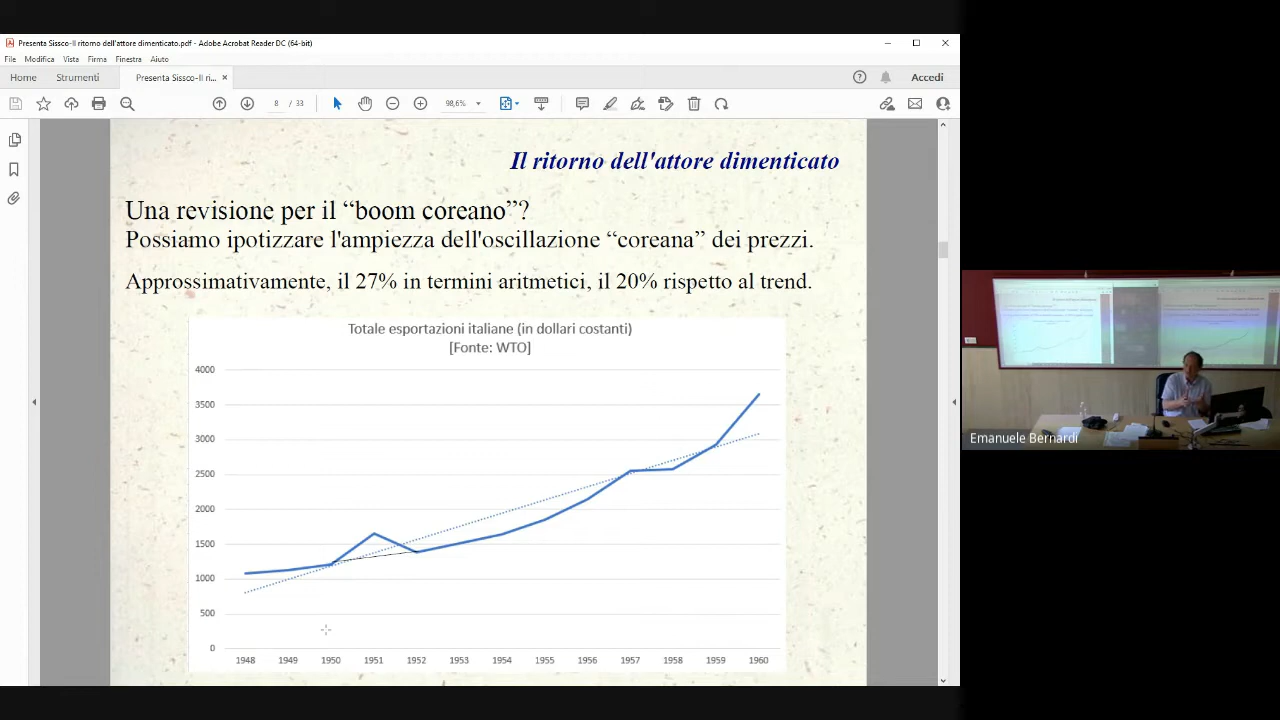 Presenta Sissco-Il ritorno dell'attore dimenticato.pdf - Adobe Acrobat Reader DC (64-bit)
File Modifica Vista Firma Finestra Aiuto
Home Strumenti Presenta Sissco-Il ri... × Accedi
8 / 33 98,6%
Il ritorno dell'attore dimenticato
Una revisione per il “boom coreano”?
Possiamo ipotizzare l'ampiezza dell'oscillazione “coreana” dei prezzi.
Approssimativamente, il 27% in termini aritmetici, il 20% rispetto al trend.
Totale esportazioni italiane (in dollari costanti)
[Fonte: WTO]
4000
3500
3000
2500
2000
1500
1000
500
0
1948 1949 1950 1951 1952 1953 1954 1955 1956 1957 1958 1959 1960
Emanuele Bernardi